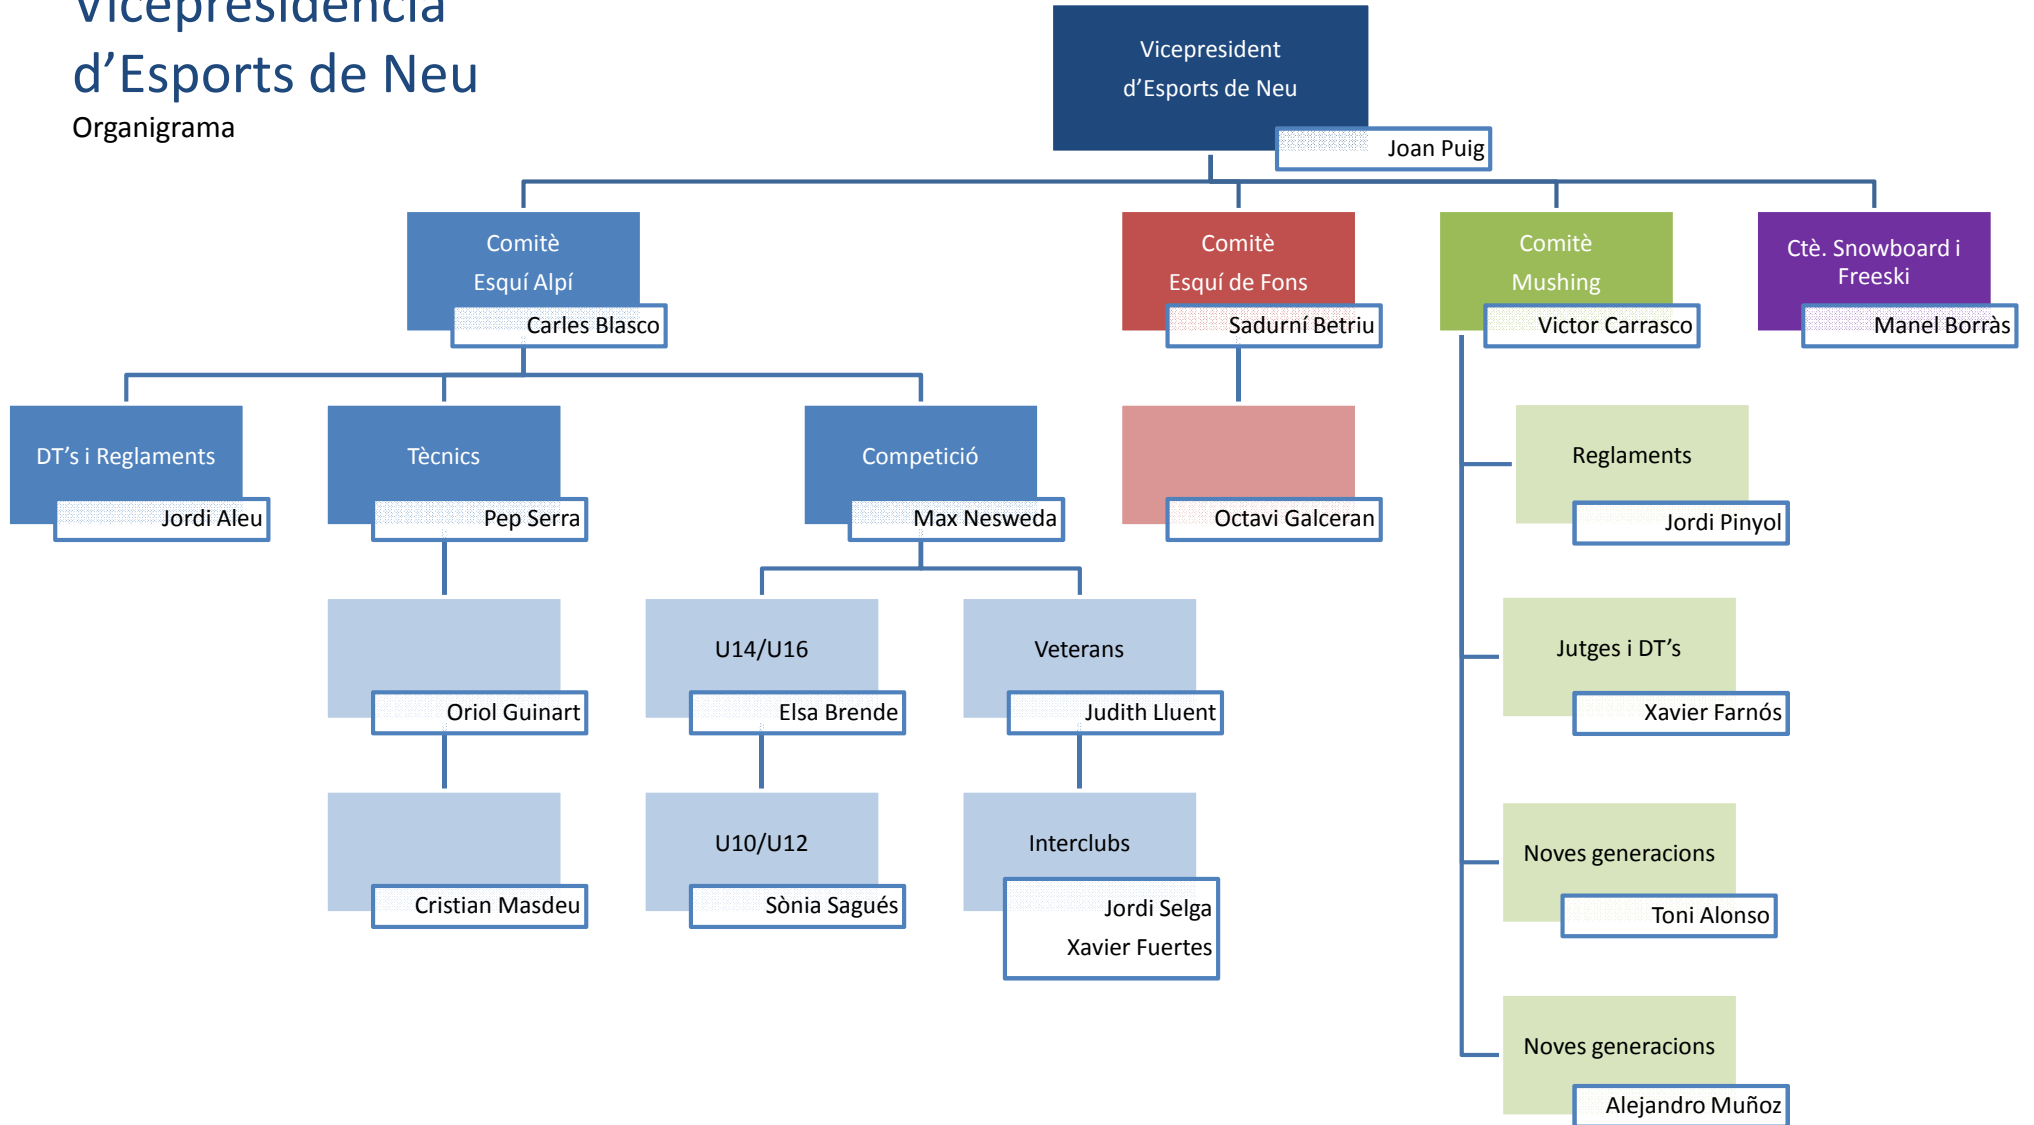 Vicepresidència
d’Esports de Neu
Organigrama
Vicepresident
d’Esports de Neu
Joan Puig
Comitè
Esquí Alpí
Carles Blasco
Comitè
Esquí de Fons
Sadurní Betriu
Comitè
Mushing
Victor Carrasco
Ctè. Snowboard i
Freeski
Manel Borràs
DT’s i Reglaments
Jordi Aleu
Tècnics
Pep Serra
Competició
Max Nesweda
Octavi Galceran
Reglaments
Jordi Pinyol
Oriol Guinart
U14/U16
Elsa Brende
Veterans
Judith Lluent
Jutges i DT’s
Xavier Farnós
Cristian Masdeu
U10/U12
Sònia Sagués
Interclubs
Jordi Selga
Xavier Fuertes
Noves generacions
Toni Alonso
Noves generacions
Alejandro Muñoz